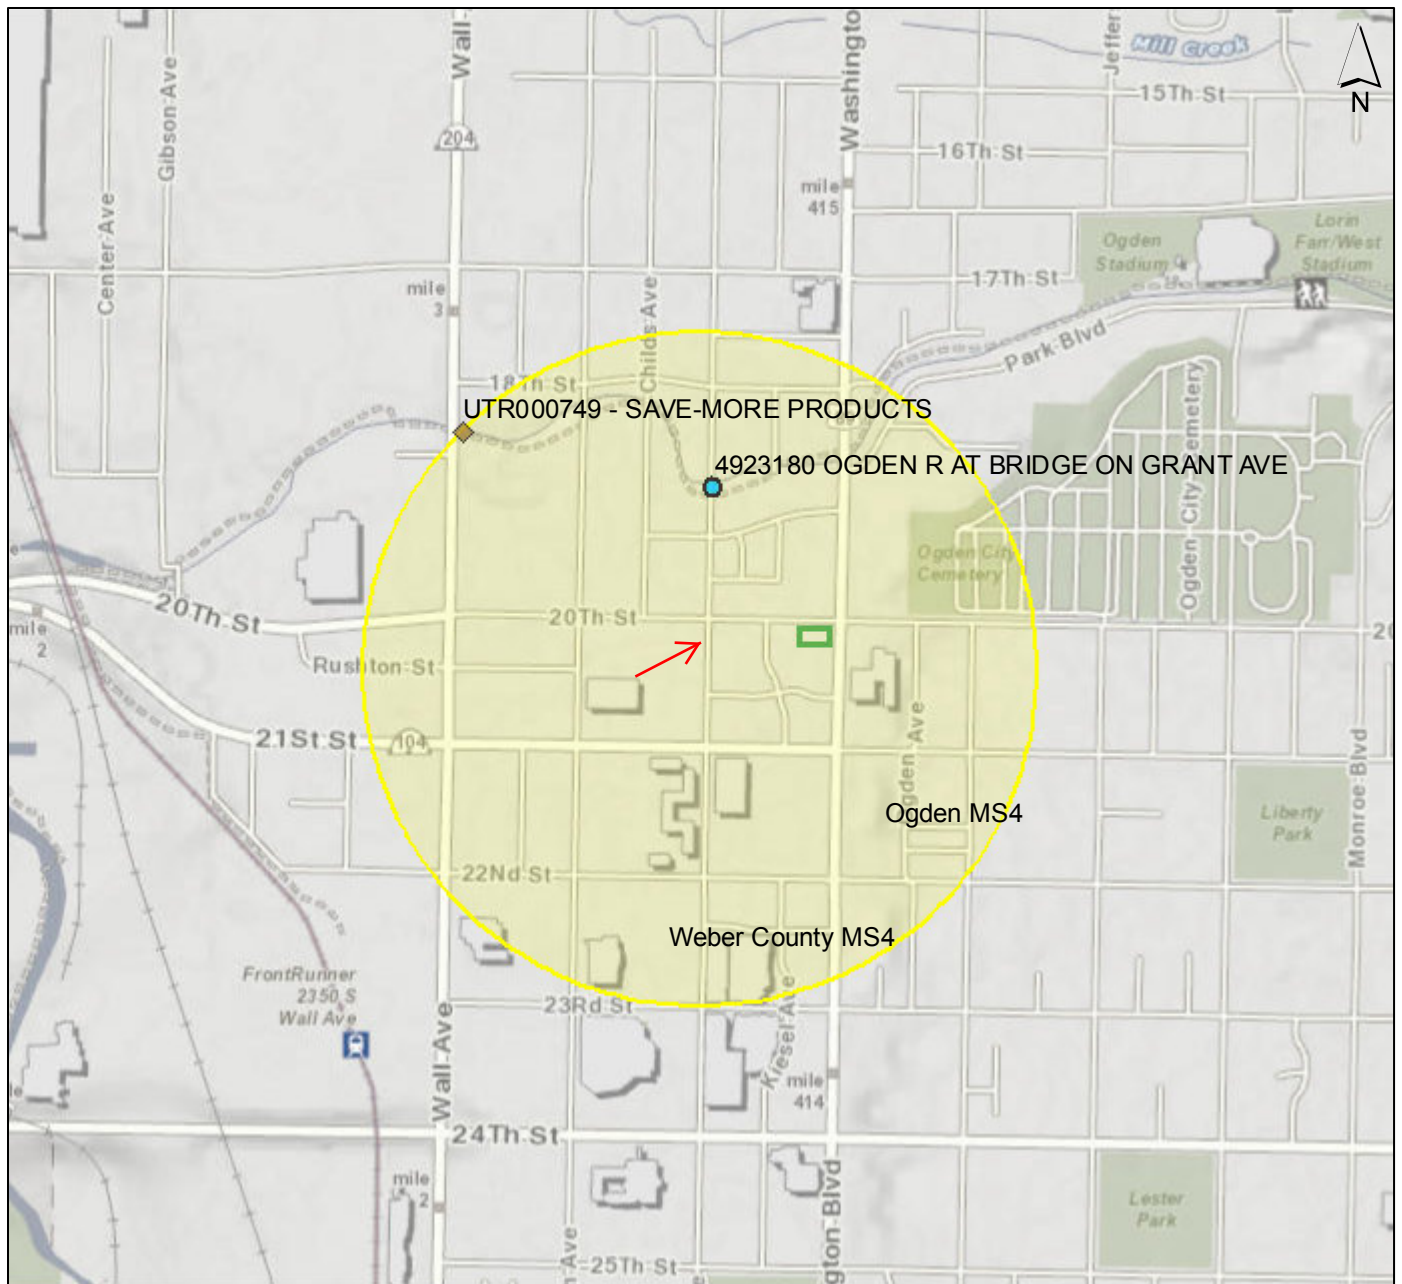 Wall-
Washingto
Jeffer
Mill Creek
N
Gibson Ave
15Th St
204
16Th St
mile
415
Center Ave
Ogden
Stadium
Lorin
Farr/West
Stadium
17Th St
mile
3
Childs Ave
Park Blvd
18Th St
UTR000749 - SAVE-MORE PRODUCTS
Ogden City Cemetery
4923180 OGDEN R AT BRIDGE ON GRANT AVE
Ogden City
Cemetery
20Th St
20Th St
20
mile
2
Rushton St
21St St
104
Ogden Ave
Monroe Blvd
Ogden MS4
Liberty
Park
22Nd St
Weber County MS4
FrontRunner
2350 S
Wall Ave
23Rd St
Kiesel Ave
Wall Ave
mile
414
24Th St
mile
2
gton Blvd
Lester
Park
25Th St